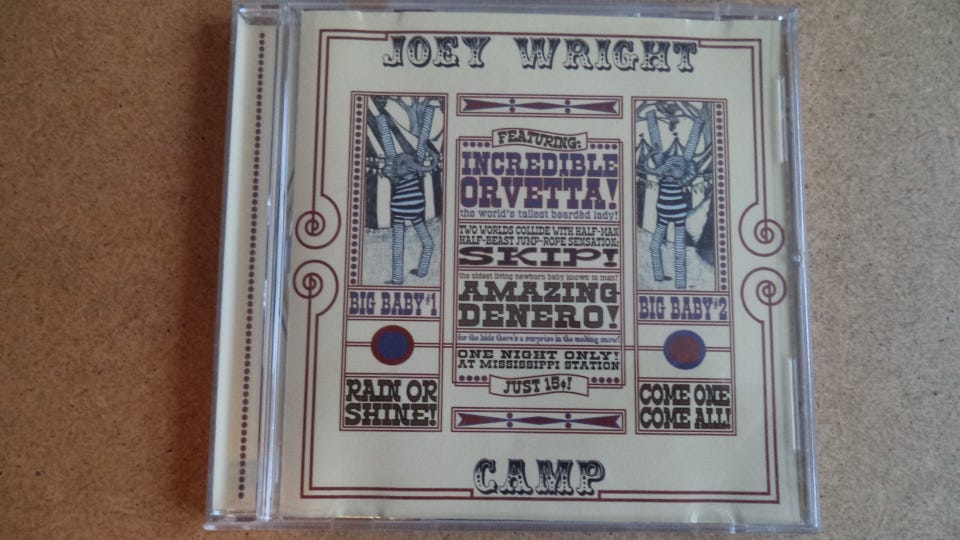 JOEY WRIGHT
FEATURING:
INCREDIBLE
ORVETTA!
the world's tallest bearded lady!
TWO WORLDS COLLIDE WITH HALF-MAN
HALF-BEAST JUMP-ROPE SENSATION:
SKIP!
the oldest living newborn baby known to man!
AMAZING
DENERO!
for the kids there's a surprise in the melting snow!
ONE NIGHT ONLY!
AT MISSISSIPPI STATION
JUST 15¢!
BIG BABY#1
RAIN OR
SHINE!
BIG BABY#2
COME ONE
COME ALL!
CAMP